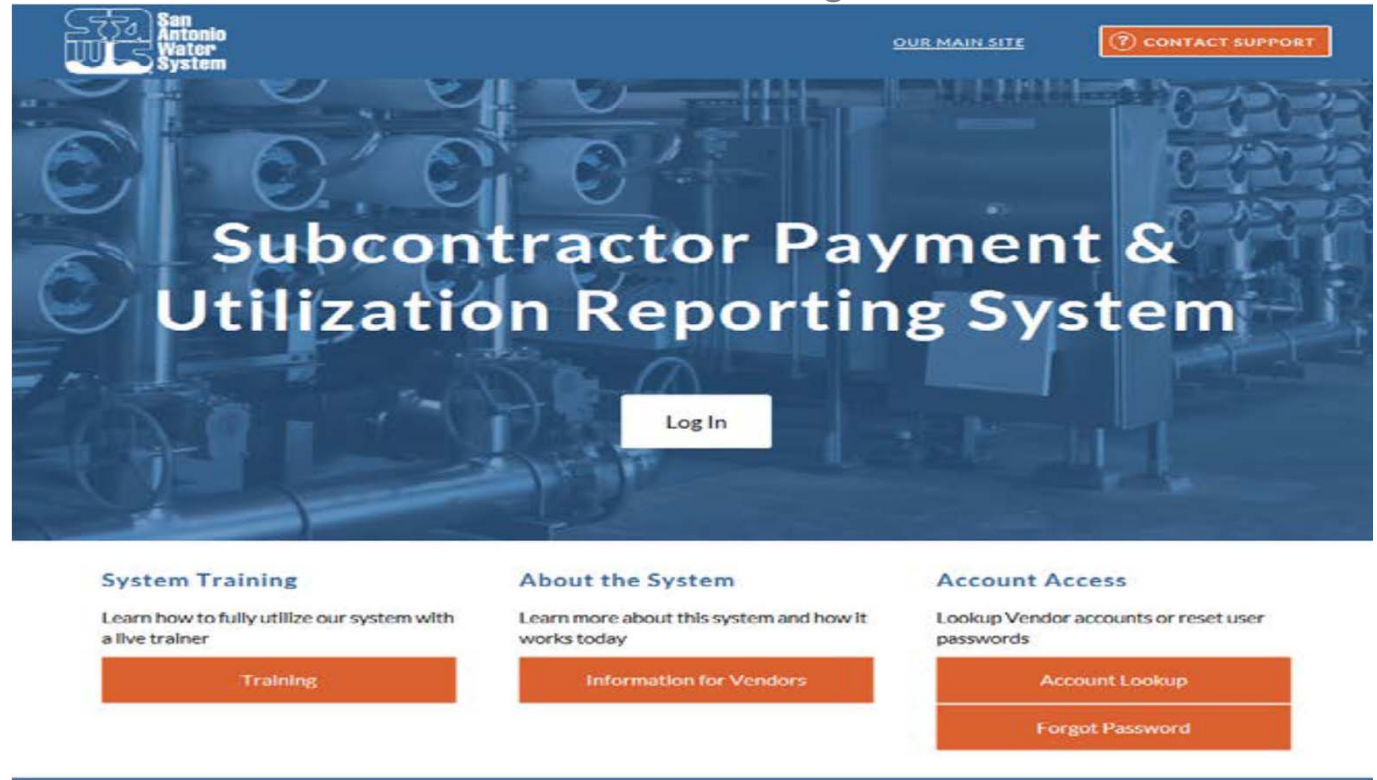 San
Antonio
Water
System
OUR MAIN SITE
? CONTACT SUPPORT
Subcontractor Payment &
Utilization Reporting System
Log In
System Training
Learn how to fully utilize our system with
a live trainer
Training
About the System
Learn more about this system and how it
works today
Information for Vendors
Account Access
Lookup Vendor accounts or reset user
passwords
Account Lookup
Forgot Password